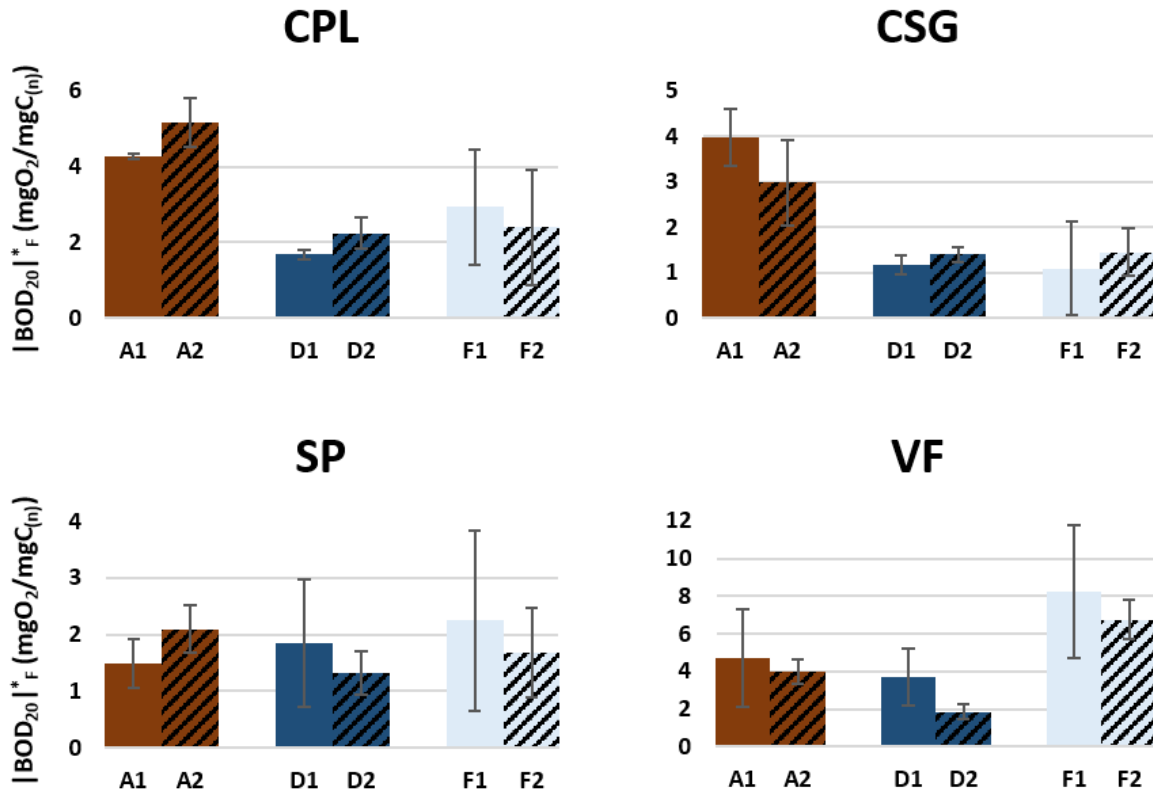 CPL
|BOD₂₀|*F (mgO₂/mgC(n))
6
4
2
0
A1 A2 D1 D2 F1 F2
CSG
5
4
3
2
1
0
A1 A2 D1 D2 F1 F2
SP
|BOD₂₀|*F (mgO₂/mgC(n))
4
3
2
1
0
A1 A2 D1 D2 F1 F2
VF
12
10
8
6
4
2
0
A1 A2 D1 D2 F1 F2